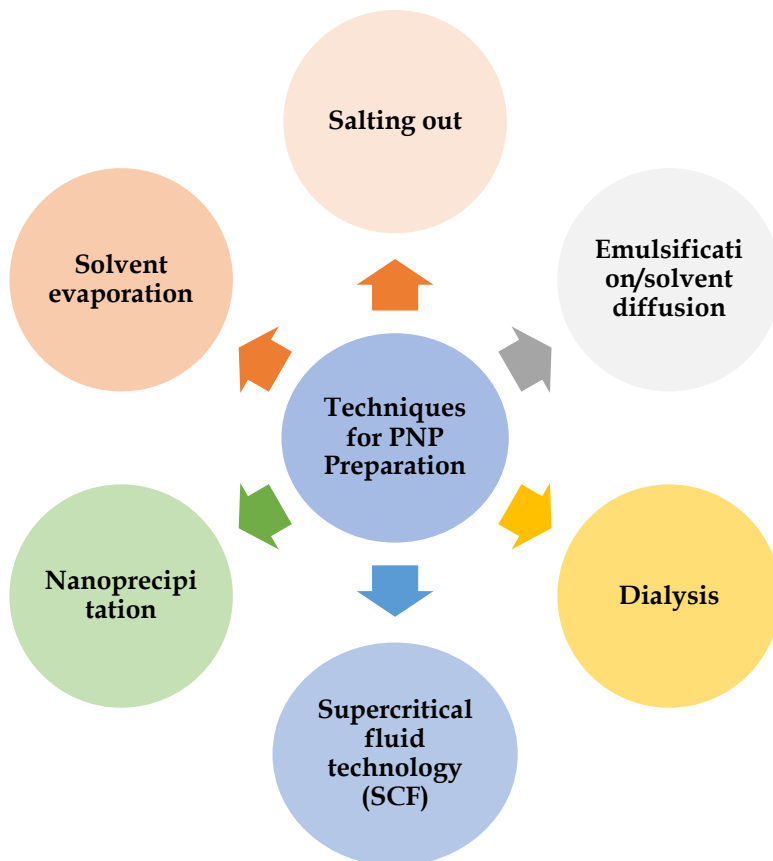 Salting out
Solvent
evaporation
Emulsificati
on/solvent
diffusion
Techniques
for PNP
Preparation
Nanoprecipi
tation
Dialysis
Supercritical
fluid
technology
(SCF)